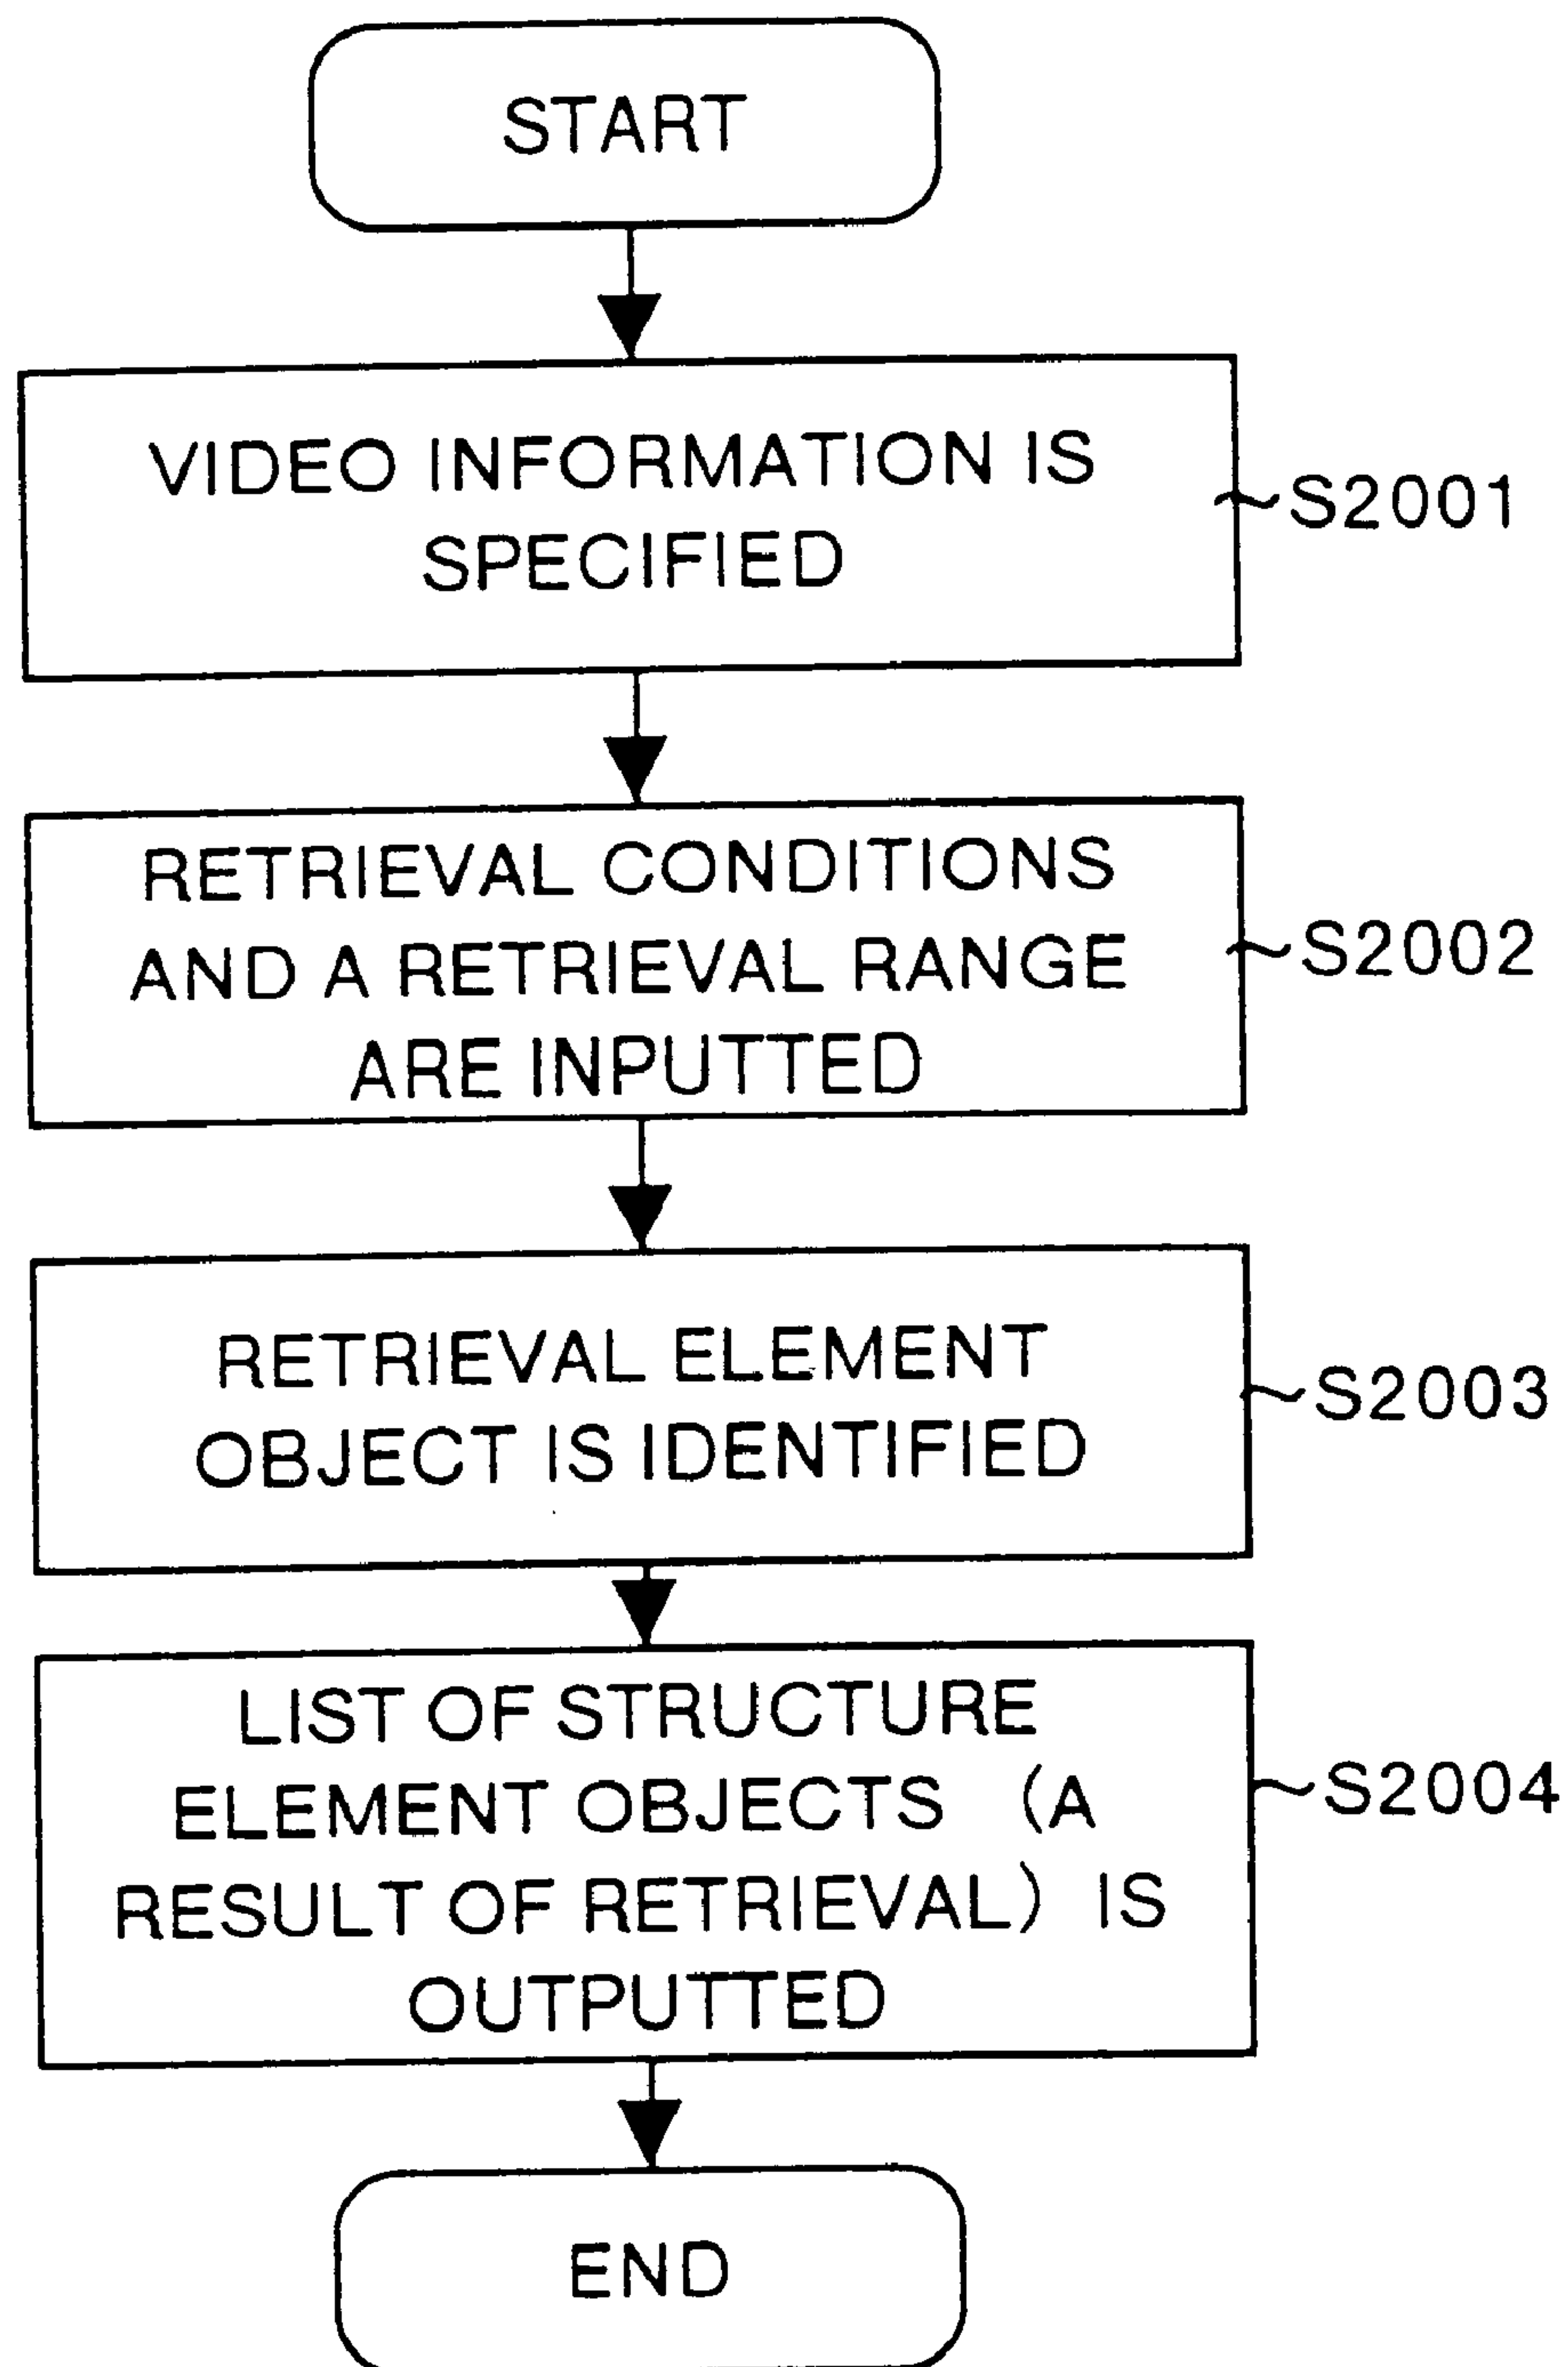 START
VIDEO INFORMATION IS
SPECIFIED
S2001
RETRIEVAL CONDITIONS
AND A RETRIEVAL RANGE
ARE INPUTTED
S2002
RETRIEVAL ELEMENT
OBJECT IS IDENTIFIED
S2003
LIST OF STRUCTURE
ELEMENT OBJECTS (A
RESULT OF RETRIEVAL) IS
OUTPUTTED
S2004
END